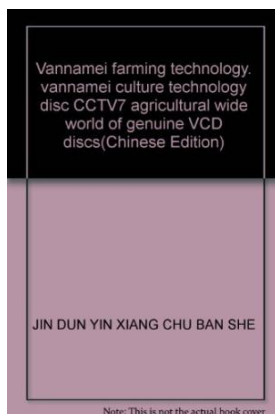 Vannamei farming technology.
vannamei culture technology
disc CCTV7 agricultural wide
world of genuine VCD
discs(Chinese Edition)
JIN DUN YIN XIANG CHU BAN SHE
Note: This is not the actual book cover